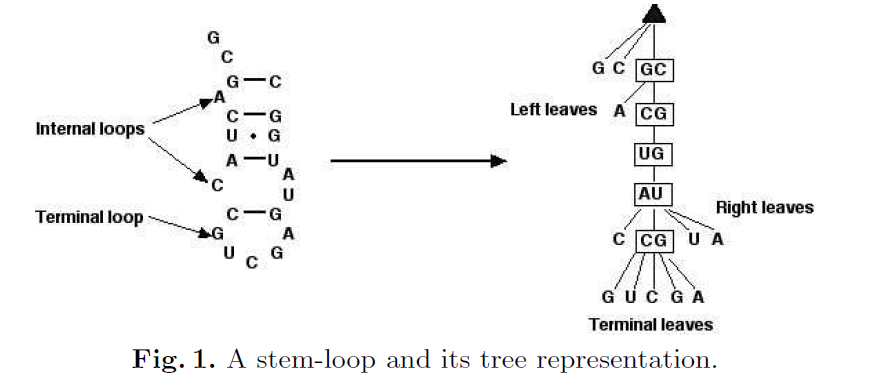 G
C
G C
A
Internal loops
C G
U • G
A U
A
C
U
Terminal loop
C G
G A
U C G
G C GC
Left leaves A CG
UG
AU
Right leaves
C CG U A
G U C G A
Terminal leaves
Fig. 1. A stem-loop and its tree representation.